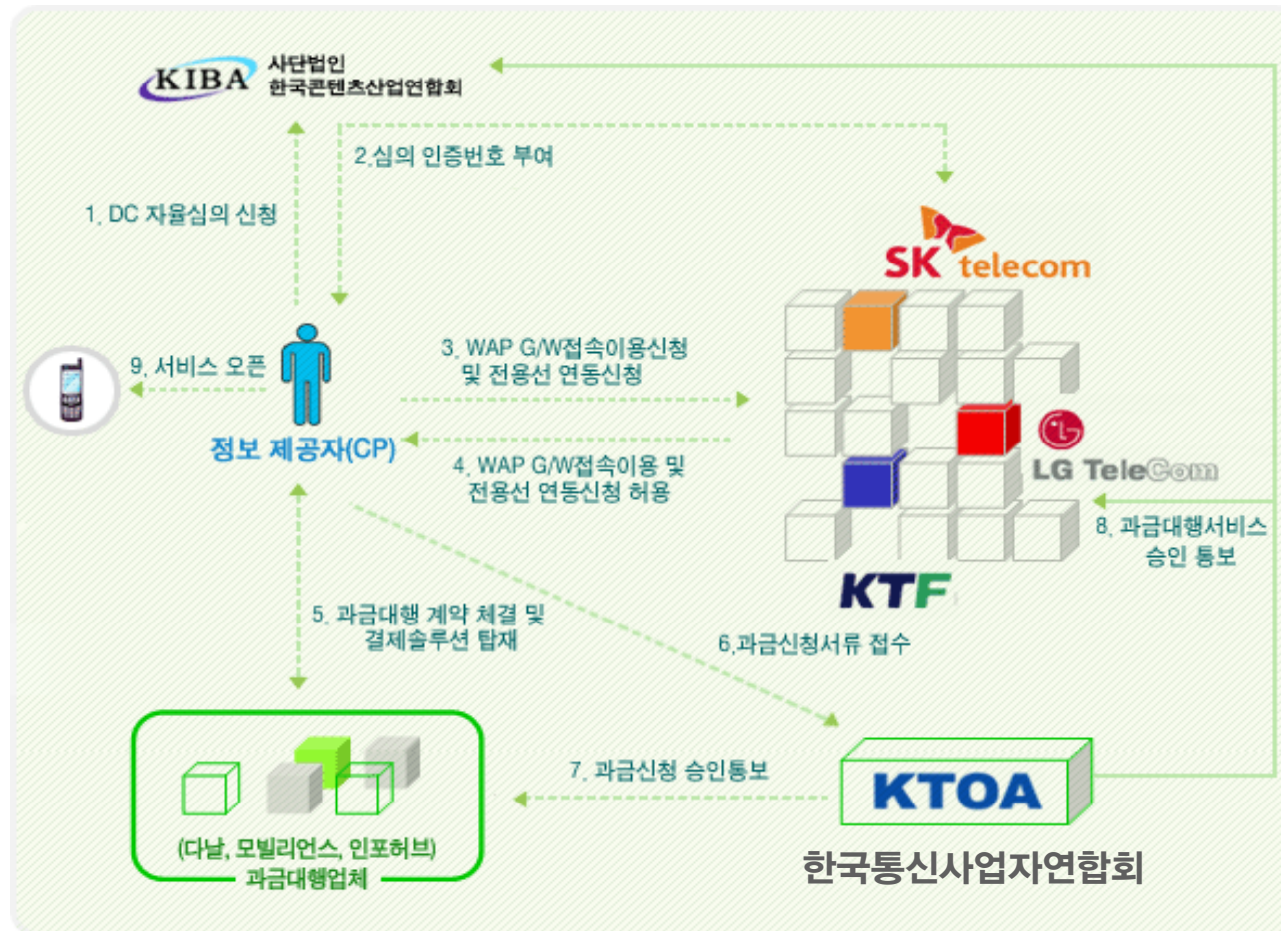 KIBA 사단법인
한국콘텐츠산업연합회
2.심의 인증번호 부여
1. DC 자율심의 신청
SK telecom
9. 서비스 오픈
3. WAP G/W접속이용신청
및 전용선 연동신청
정보 제공자(CP)
4. WAP G/W접속이용 및
전용선 연동신청 허용
LG TeleCom
8. 과금대행서비스
승인 통보
KTF
5. 과금대행 계약 체결 및
결제솔루션 탑재
6.과금신청서류 접수
7. 과금신청 승인통보
KTOA
(다날, 모빌리언스, 인포허브)
과금대행업체
한국통신사업자연합회